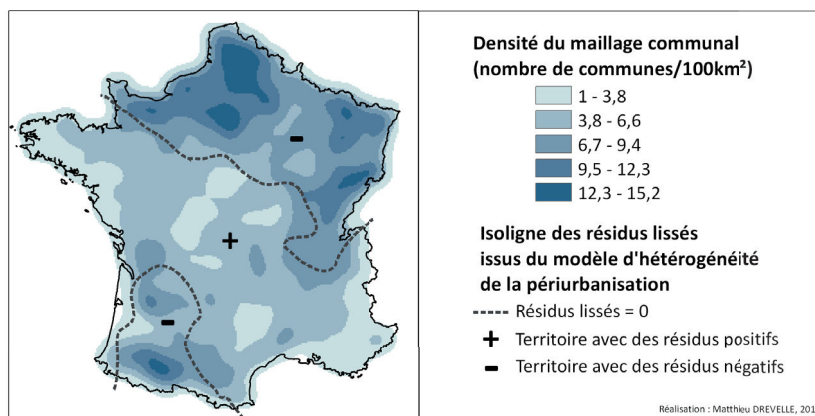 Densité du maillage communal
(nombre de communes/100km²)
1 - 3,8
3,8 - 6,6
6,7 - 9,4
9,5 - 12,3
12,3 - 15,2
Isoligne des résidus lissés
issus du modèle d'hétérogénéité
de la périurbanisation
Résidus lissés = 0
+ Territoire avec des résidus positifs
- Territoire avec des résidus négatifs
Réalisation : Matthieu DREVELLE, 201